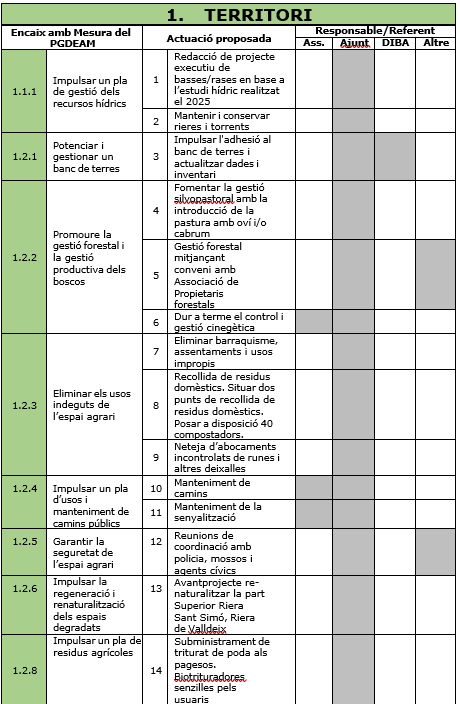 1. TERRITORI
Encaix amb Mesura del
PGDEAM
Actuació proposada
Responsable/Referent
Ass.
Ajunt
DIBA
Altre
1.1.1
Impulsar un pla
de gestió dels
recursos hídrics
1
Redacció de projecte
executiu de
basses/rases en base a
l'estudi hídric realitzat
el 2025
2
Mantenir i conservar
rieres i torrents
1.2.1
Potenciar i
gestionar un
banc de terres
3
Impulsar l'adhesió al
banc de terres i
actualitzar dades i
inventari
1.2.2
Promoure la
gestió forestal i
la gestió
productiva dels
boscos
4
Fomentar la gestió
silvopastoral amb la
introducció de la
pastura amb oví i/o
cabrum
5
Gestió forestal
mitjançant
conveni amb
Associació de
Propietaris
forestals
6
Dur a terme el control i
gestió cinegètica
1.2.3
Eliminar els usos
indeguts de
l'espai agrari
7
Eliminar barraquisme,
assentaments i usos
impropis
8
Recollida de residus
domèstics. Situar dos
punts de recollida de
residus domèstics.
Posar a disposició 40
compostadors.
9
Neteja d'abocaments
incontrolats de runes i
altres deixalles
1.2.4
Impulsar un pla
d'usos i
manteniment de
camins públics
10
Manteniment de
camins
11
Manteniment de la
senyalització
1.2.5
Garantir la
seguretat de
l'espai agrari
12
Reunions de
coordinació amb
policia, mossos i
agents cívics
1.2.6
Impulsar la
regeneració i
renaturalització
dels espais
degradats
13
Avantprojecte re-
naturalitzar la part
Superior Riera
Sant Simó, Riera
de Valldeix
1.2.8
Impulsar un pla de
residus agrícoles
14
Subministrament de
triturat de poda als
pagesos.
Biotrituradores
senzilles pels
usuaris